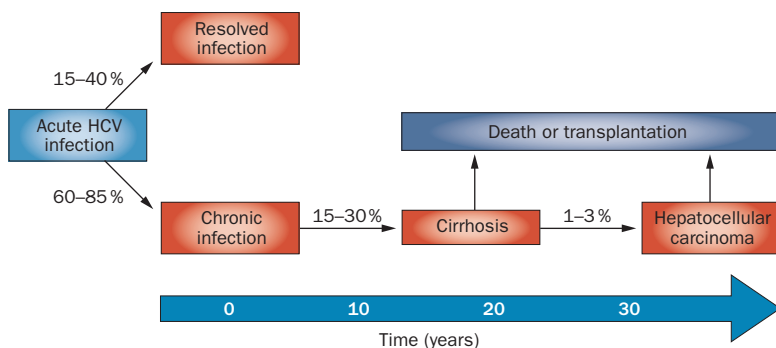 Resolved
infection
15–40%
Acute HCV
infection
Death or transplantation
60–85%
Chronic
infection
15–30%
Cirrhosis
1–3%
Hepatocellular
carcinoma
0 10 20 30
Time (years)